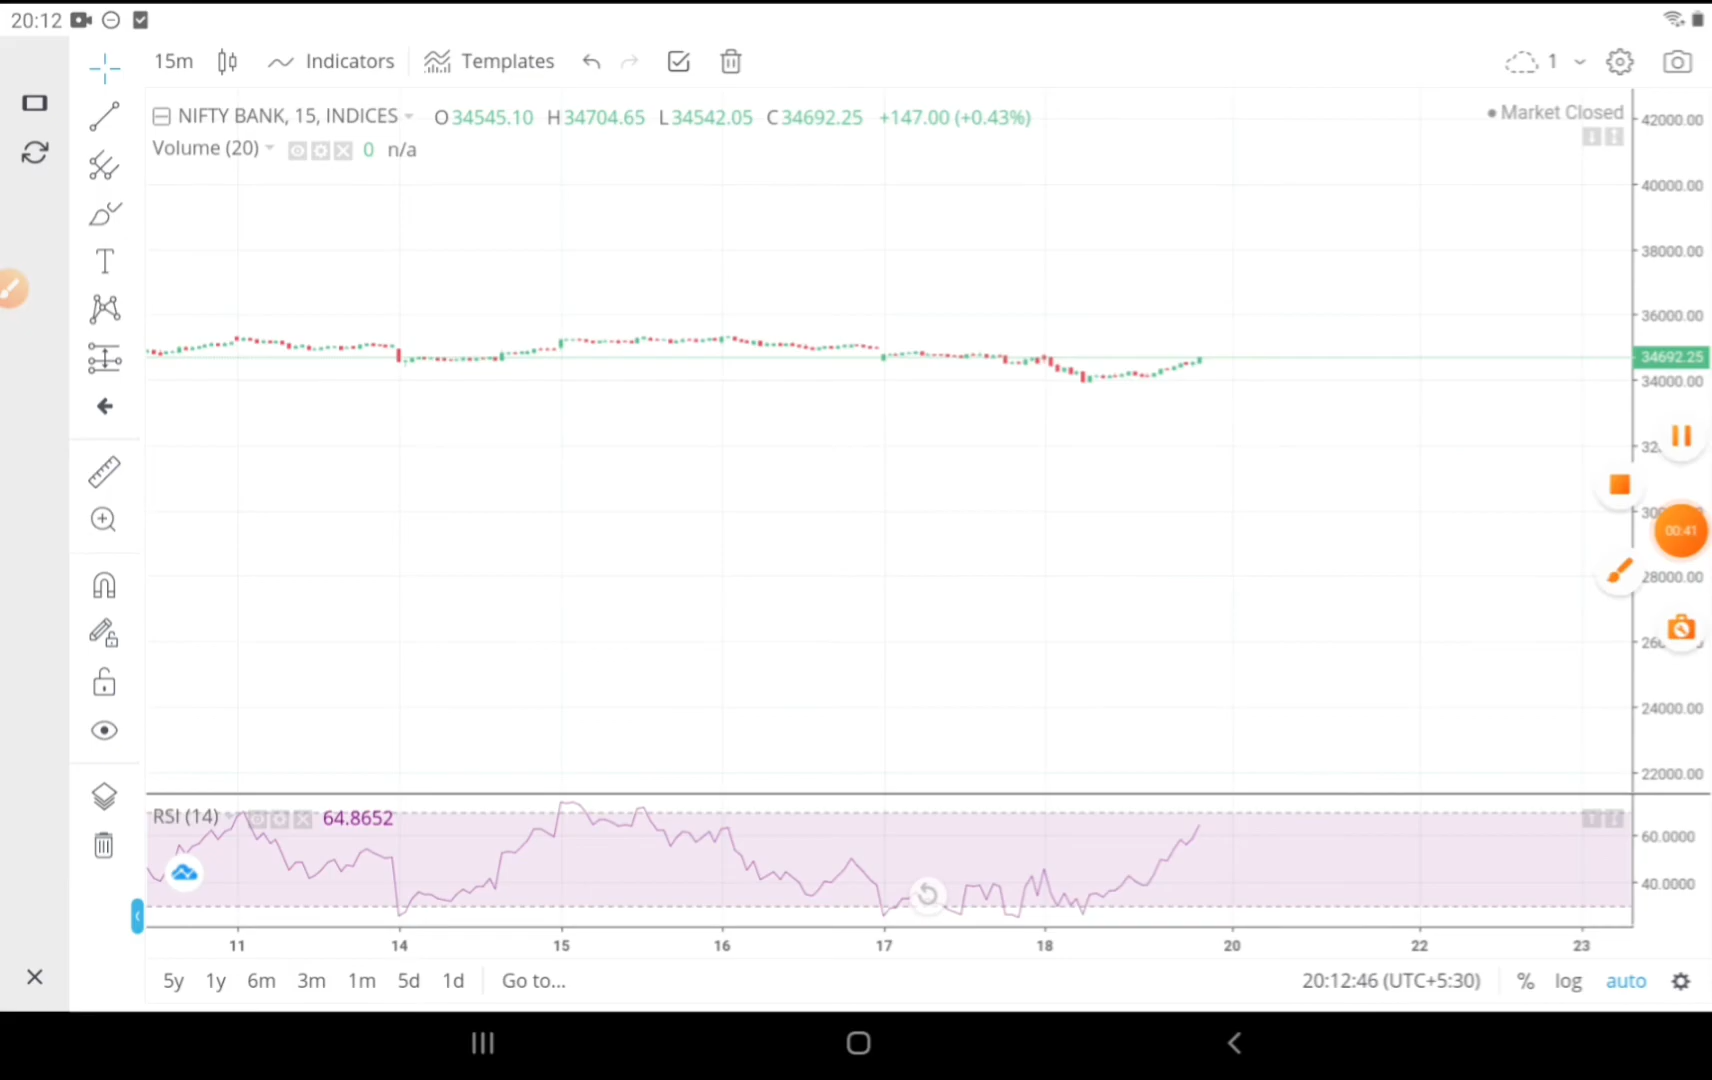 20:12
15m Indicators Templates 1
NIFTY BANK, 15, INDICES O34545.10 H34704.65 L34542.05 C34692.25 +147.00 (+0.43%) Market Closed
Volume (20) 0 n/a
42000.00
40000.00
38000.00
36000.00
34692.25
34000.00
00:41
28000.00
24000.00
22000.00
RSI (14) 64.8652
60.0000
40.0000
11 14 15 16 17 18 20 22 23
5y 1y 6m 3m 1m 5d 1d Go to... 20:12:46 (UTC+5:30) % log auto